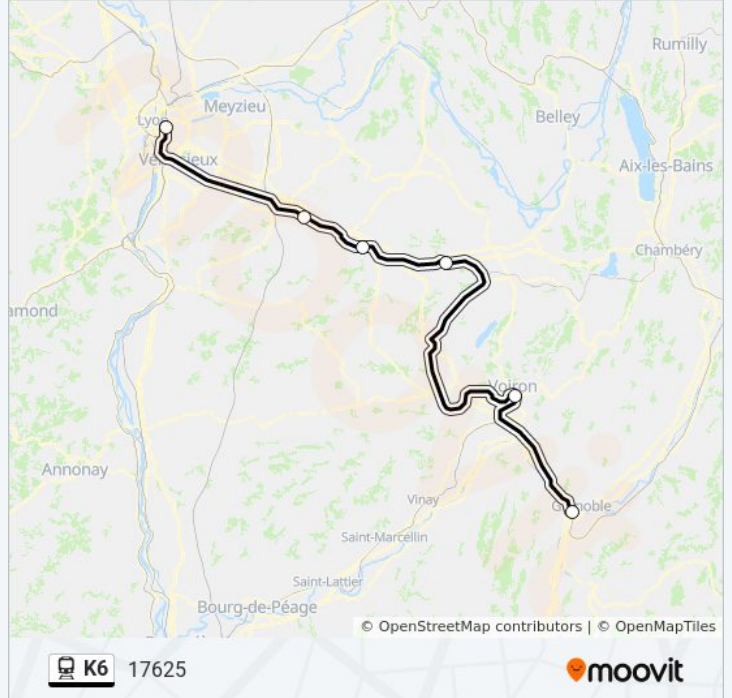 Rumilly
Meyzieu
Lyon
Belley
Vénissieux
Aix-les-Bains
Chambéry
amond
Voiron
Annonay
Vinay
Grenoble
Saint-Marcellin
Saint-Lattier
Bourg-de-Péage
© OpenStreetMap contributors | © OpenMapTiles
K6 17625
moovit